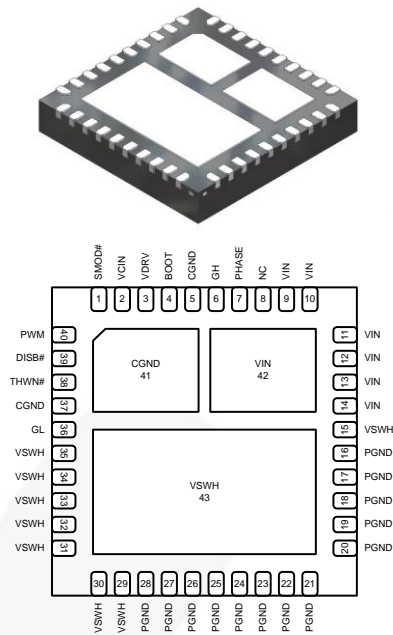 SMOD#
VCIN
VDRV
BOOT
CGND
GH
PHASE
NC
VIN
VIN
1 2 3 4 5 6 7 8 9 10
PWM 40
DISB# 39
THWN# 38
CGND 37
GL 36
VSWH 35
VSWH 34
VSWH 33
VSWH 32
VSWH 31
CGND
41
VIN
42
VSWH
43
11 VIN
12 VIN
13 VIN
14 VIN
15 VSWH
16 PGND
17 PGND
18 PGND
19 PGND
20 PGND
30 29 28 27 26 25 24 23 22 21
VSWH
VSWH
PGND
PGND
PGND
PGND
PGND
PGND
PGND
PGND